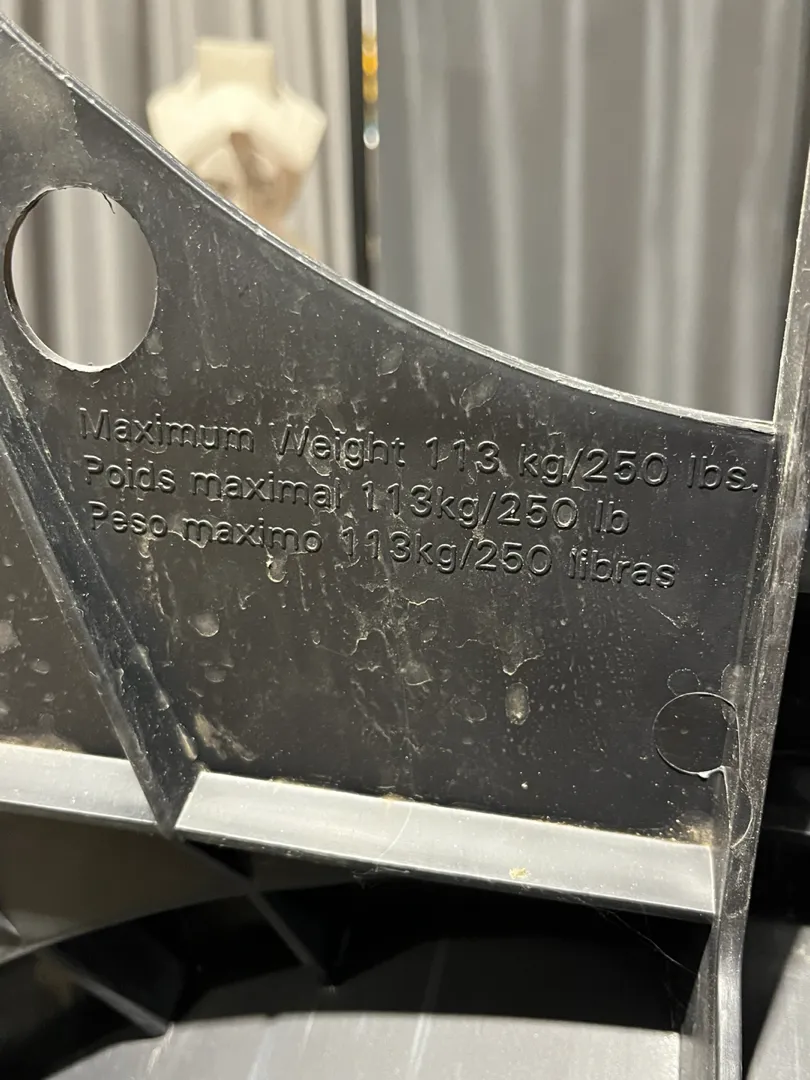 Maximum Weight 113 kg/250 lbs.
Poids maximal 113kg/250 lb
Peso maximo 113kg/250 libras